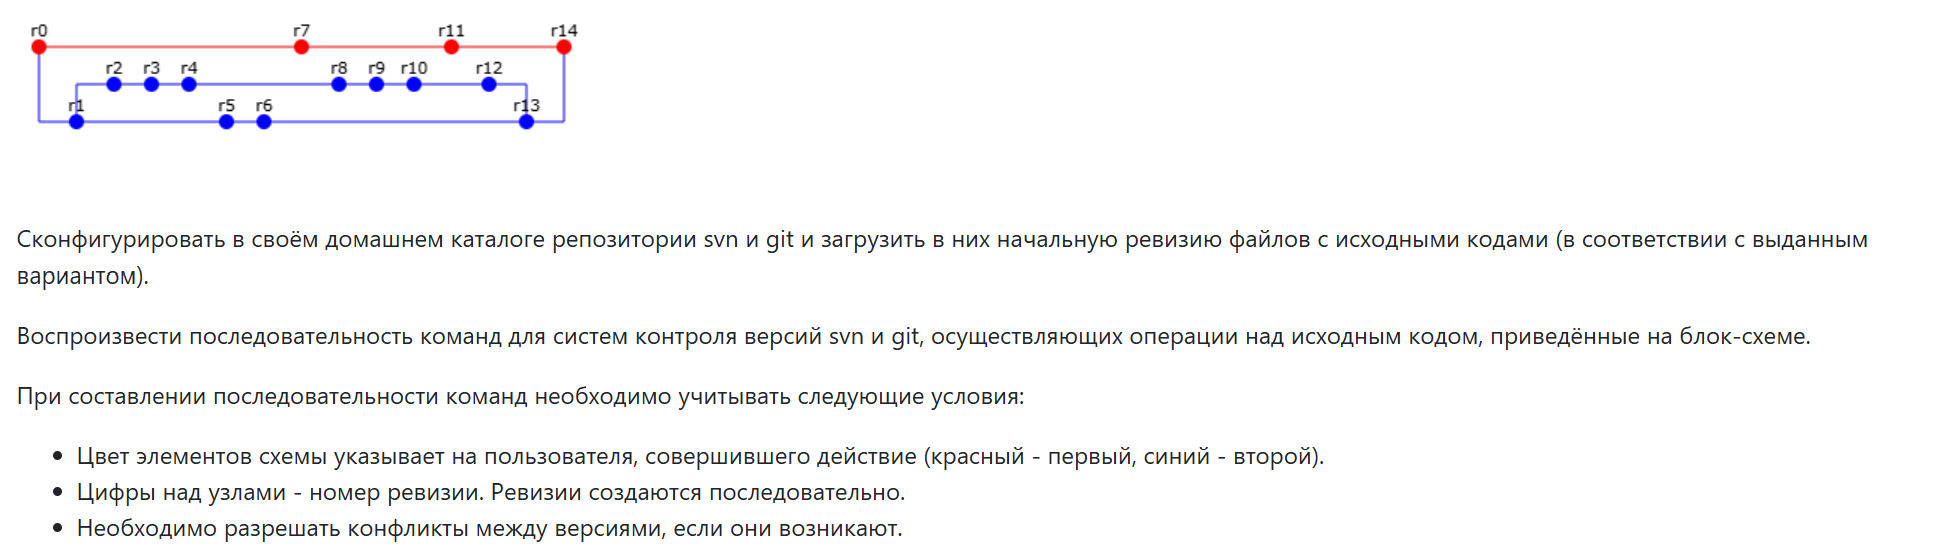 r0 r7 r11 r14
r2 r3 r4 r8 r9 r10 r12
r1 r5 r6 r13
Сконфигурировать в своём домашнем каталоге репозитории svn и git и загрузить в них начальную ревизию файлов с исходными кодами (в соответствии с выданным
вариантом).
Воспроизвести последовательность команд для систем контроля версий svn и git, осуществляющих операции над исходным кодом, приведённые на блок-схеме.
При составлении последовательности команд необходимо учитывать следующие условия:
• Цвет элементов схемы указывает на пользователя, совершившего действие (красный - первый, синий - второй).
• Цифры над узлами - номер ревизии. Ревизии создаются последовательно.
• Необходимо разрешать конфликты между версиями, если они возникают.